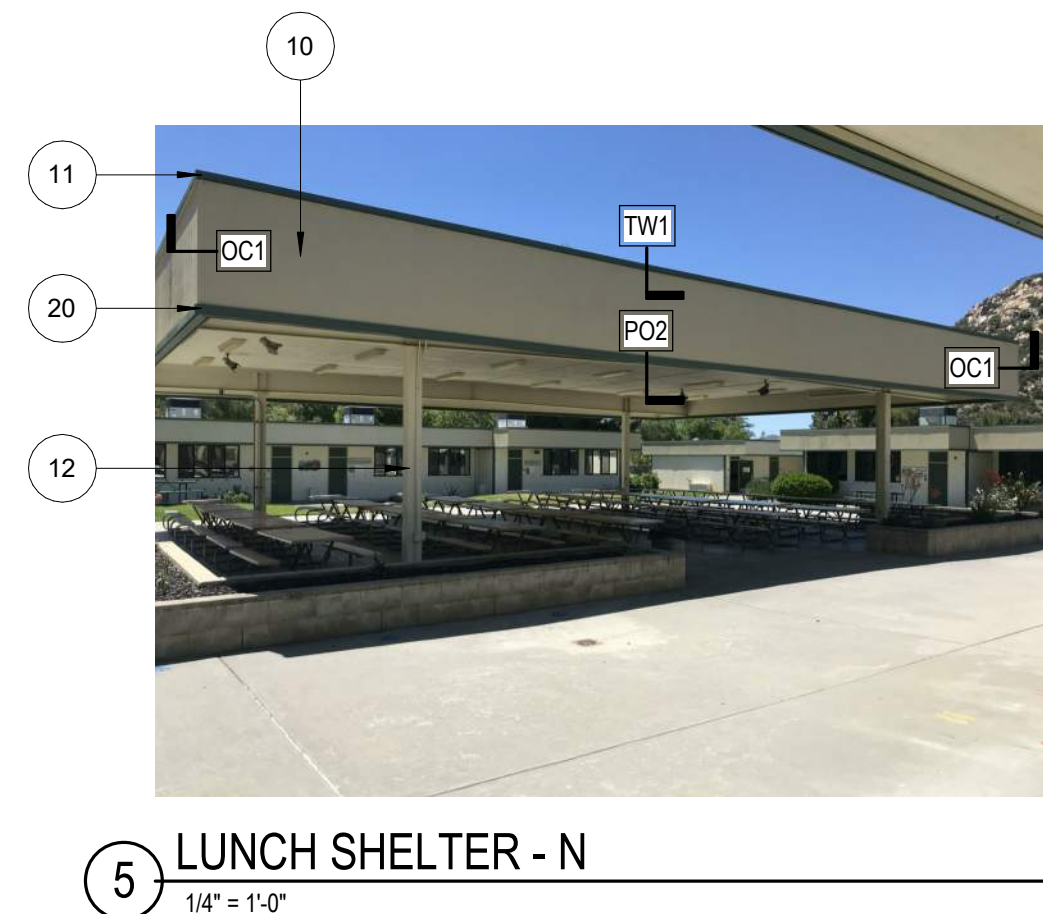 10
11
TW1
OC1
20
PO2
OC1
12
5
LUNCH SHELTER - N
1/4" = 1'-0"